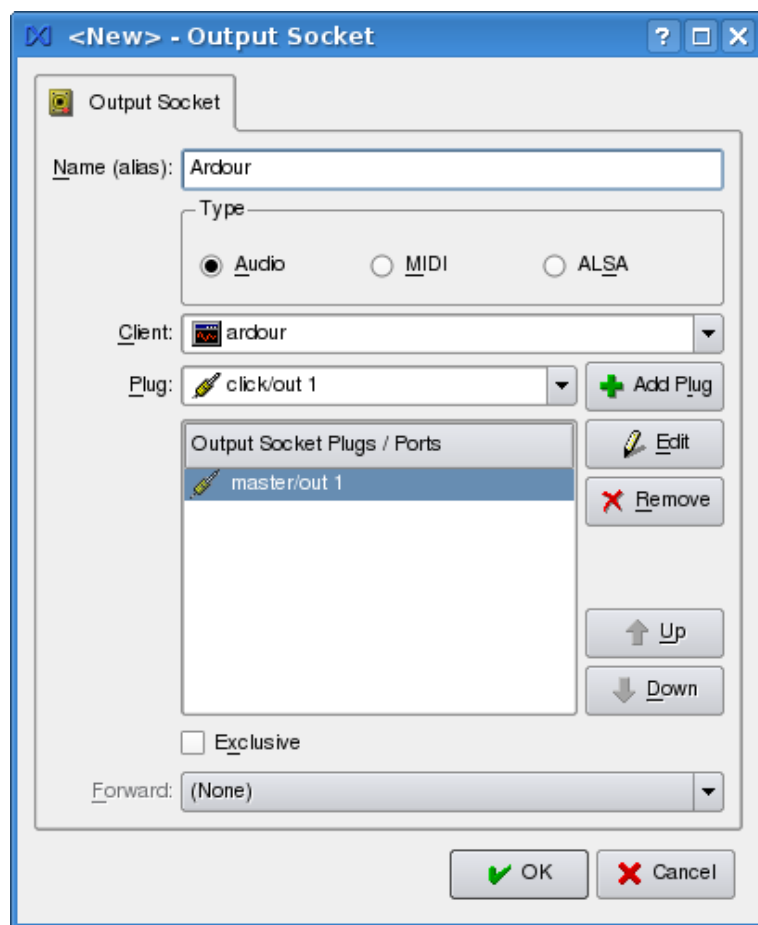 <New> - Output Socket
Output Socket
Name (alias): Ardour
Type
Audio MIDI ALSA
Client: ardour
Plug: click/out 1 Add Plug
Output Socket Plugs / Ports Edit
master/out 1
Remove
Up
Down
Exclusive
Forward: (None)
OK Cancel